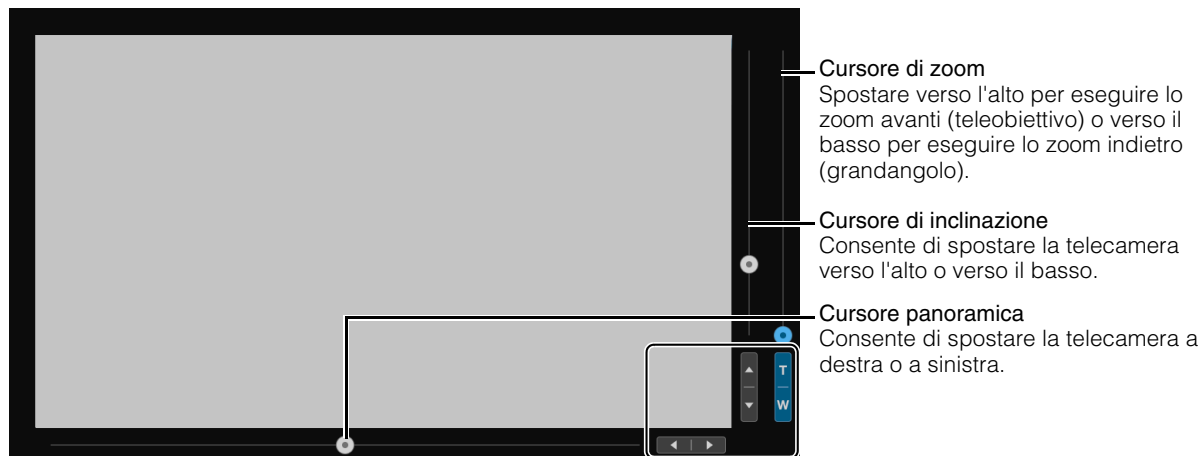 Cursore di zoom
Spostare verso l'alto per eseguire lo
zoom avanti (teleobiettivo) o verso il
basso per eseguire lo zoom indietro
(grandangolo).
Cursore di inclinazione
Consente di spostare la telecamera
verso l'alto o verso il basso.
Cursore panoramica
Consente di spostare la telecamera a
destra o a sinistra.
T
W